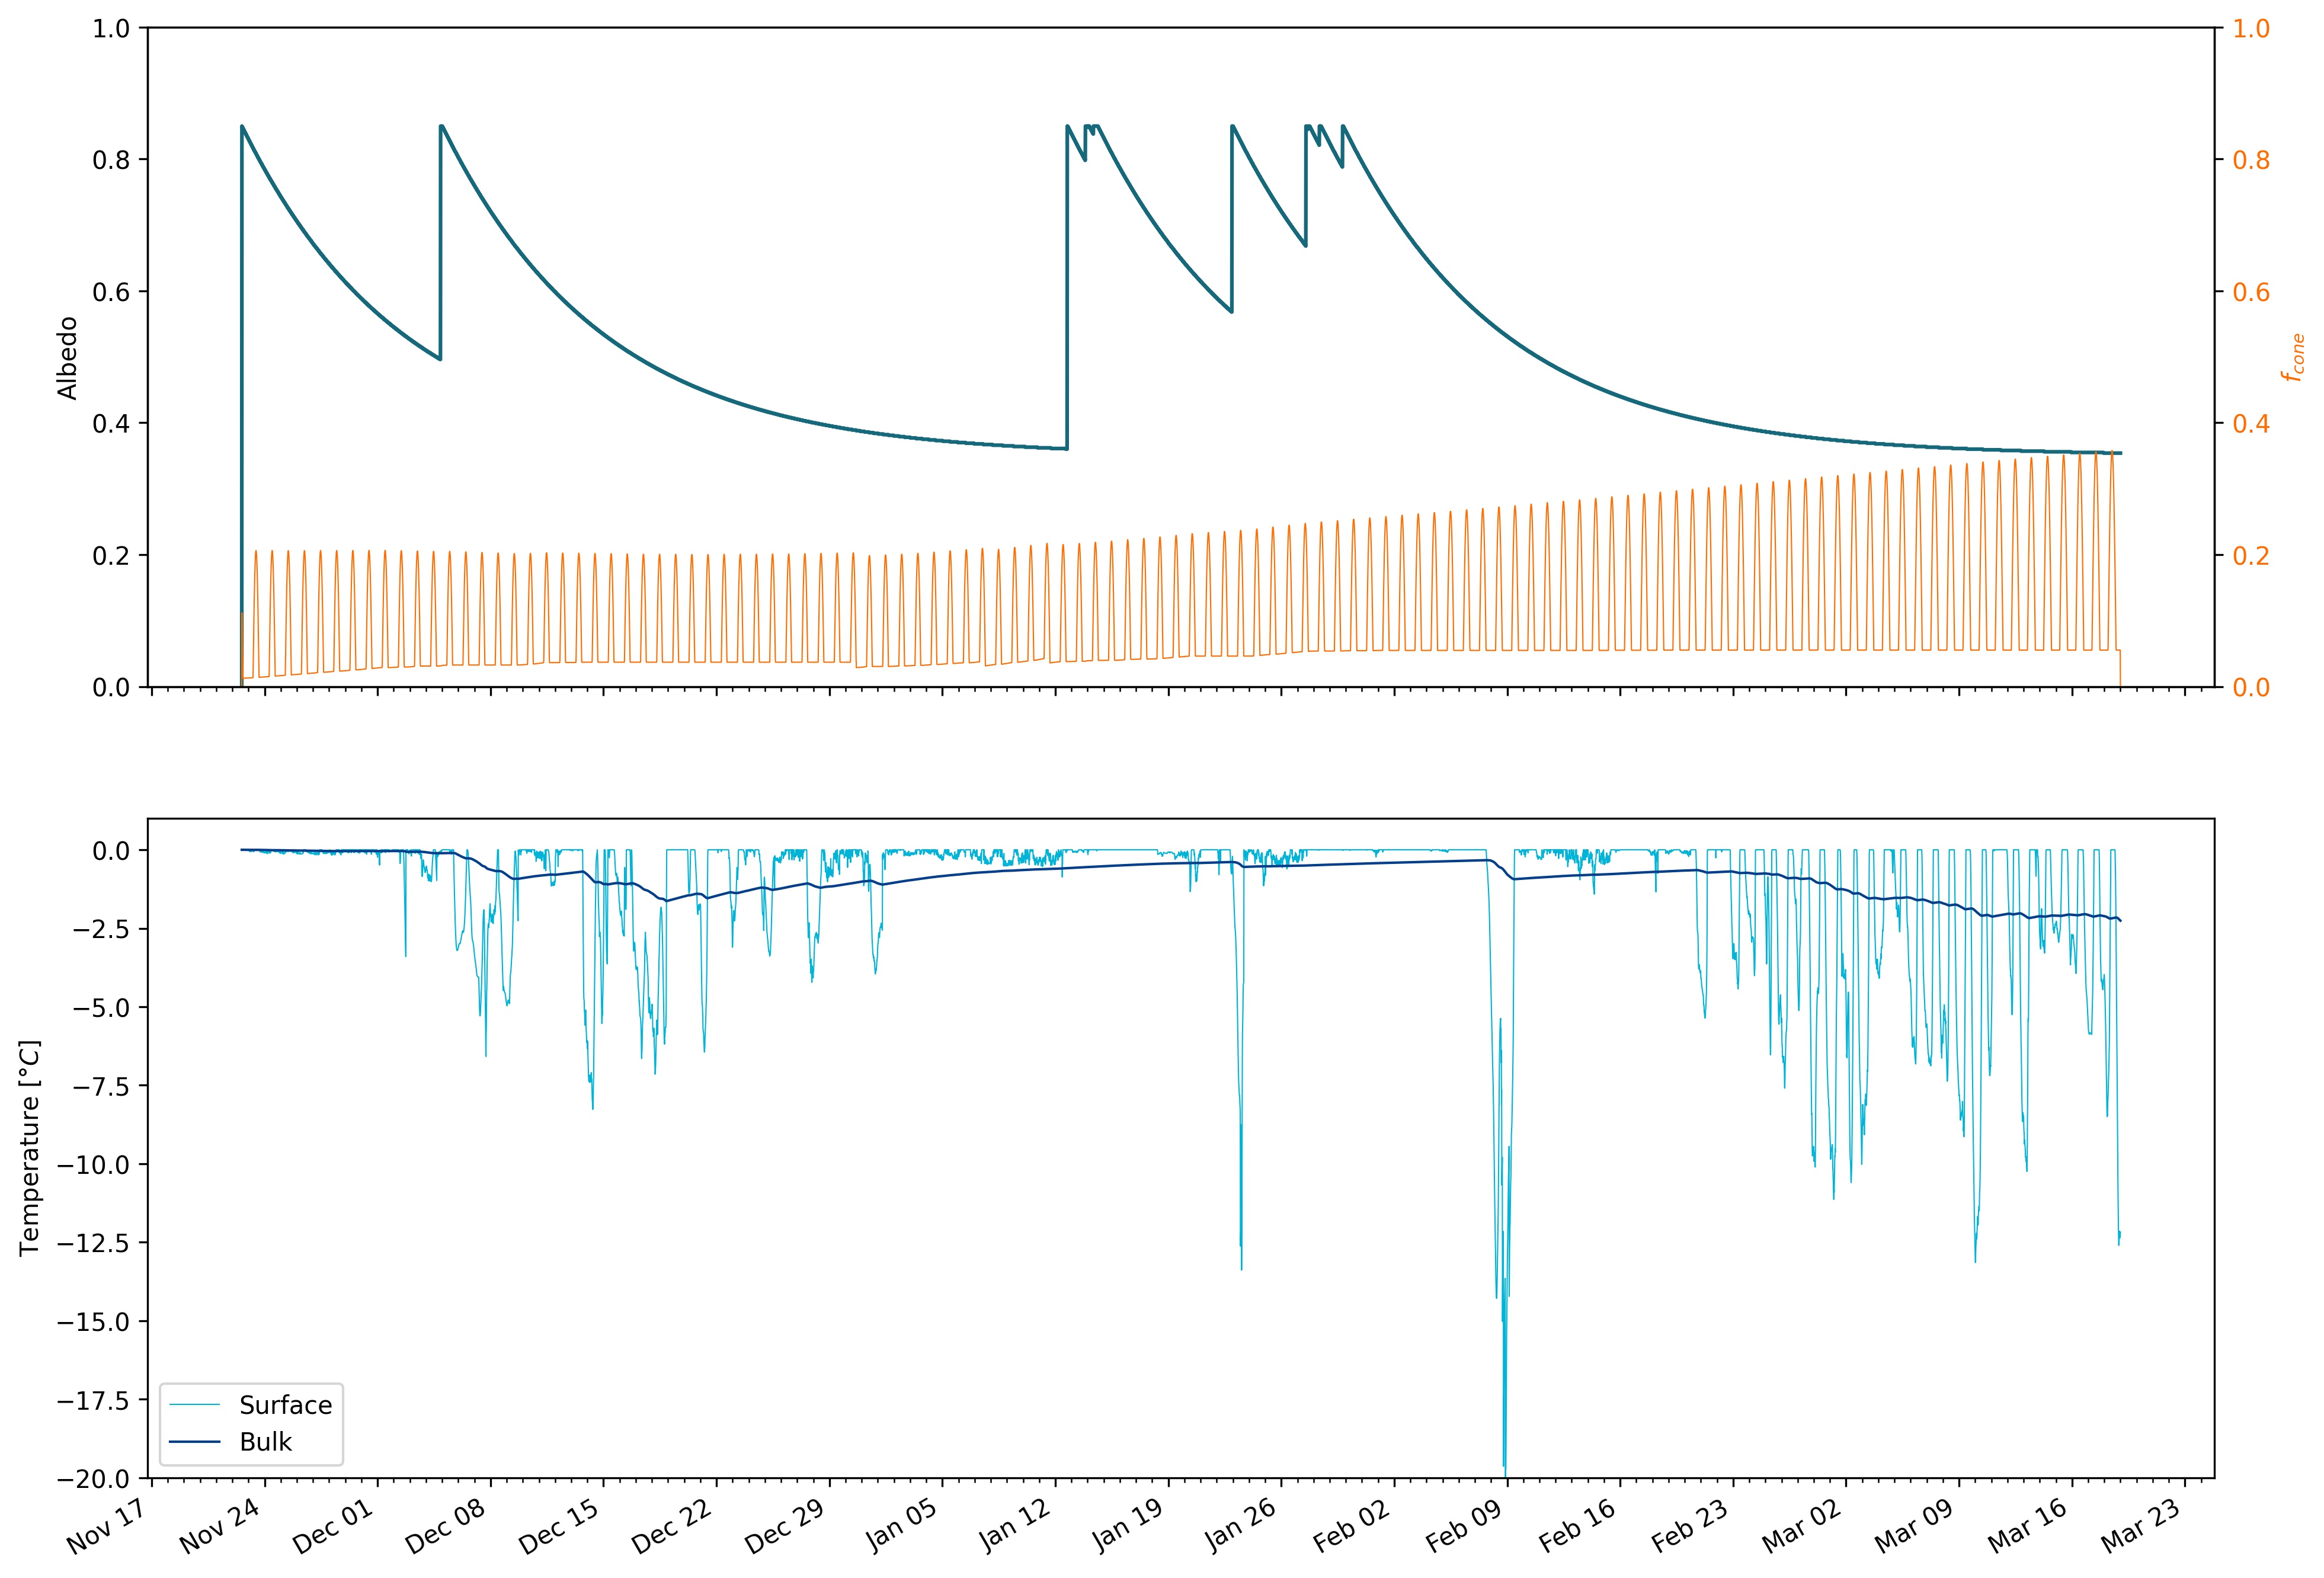 1.0
0.8
0.6
0.4
0.2
0.0
Albedo
1.0
0.8
0.6
0.4
0.2
0.0
f_cone
0.0
−2.5
−5.0
−7.5
−10.0
−12.5
−15.0
−17.5
−20.0
Temperature [°C]
Surface
Bulk
Nov 17
Nov 24
Dec 01
Dec 08
Dec 15
Dec 22
Dec 29
Jan 05
Jan 12
Jan 19
Jan 26
Feb 02
Feb 09
Feb 16
Feb 23
Mar 02
Mar 09
Mar 16
Mar 23